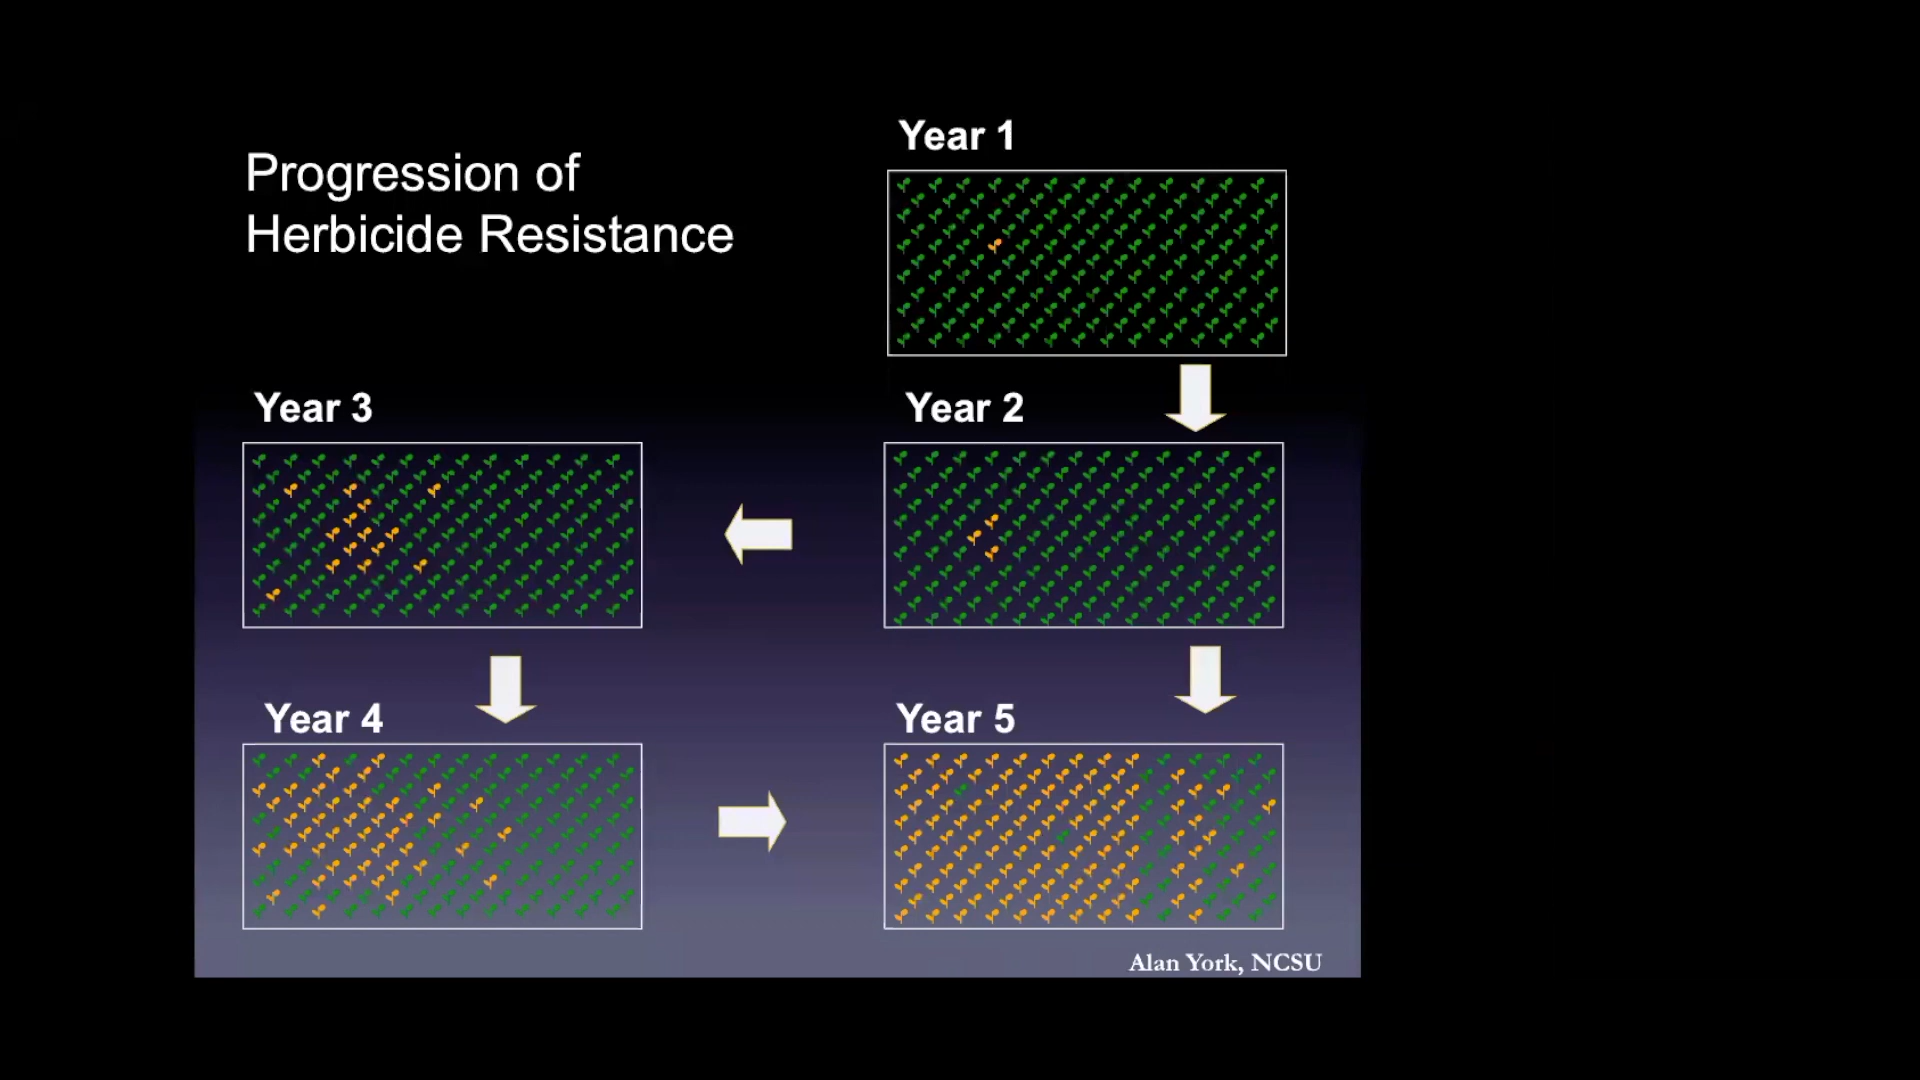 Progression of
Herbicide Resistance
Year 1
Year 3
Year 2
Year 4
Year 5
Alan York, NCSU